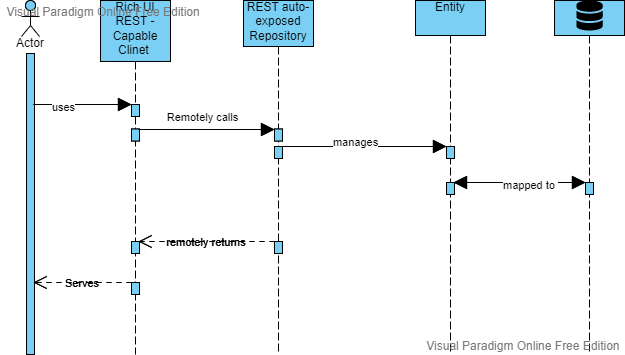 Visual Paradigm Online Free Edition
Actor
Rich UI
REST -
Capable
Clinet
REST auto-
exposed
Repository
Entity
uses
Remotely calls
manages
mapped to
remotely returns
Serves
Visual Paradigm Online Free Edition